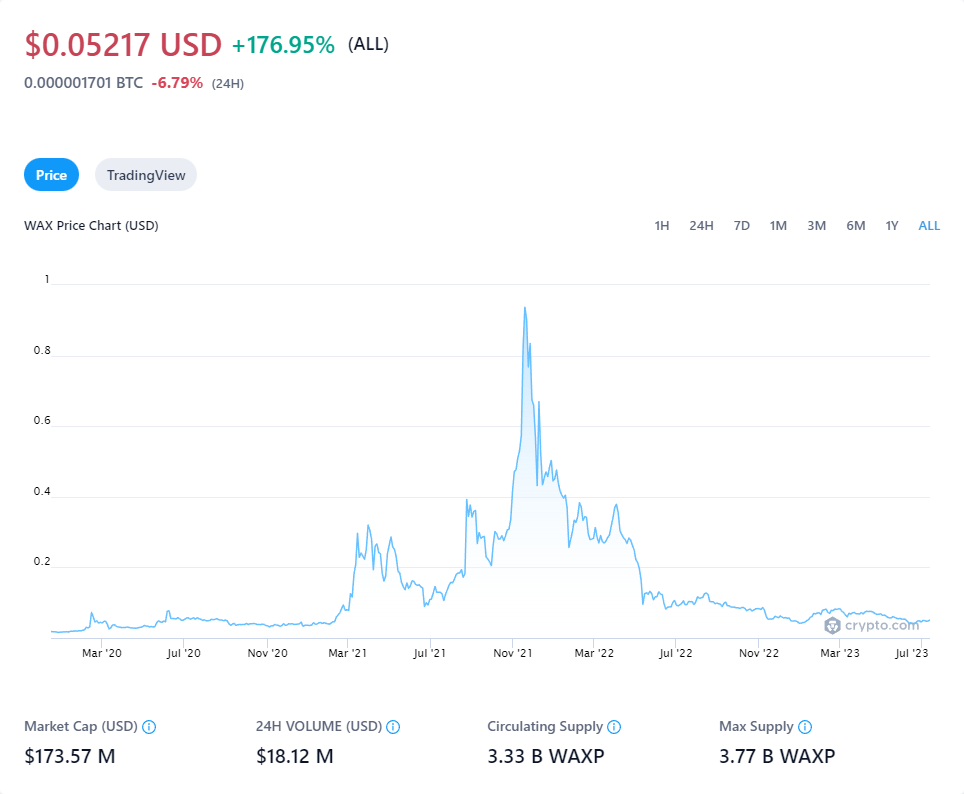 $0.05217 USD +176.95% (ALL)
0.000001701 BTC -6.79% (24H)
Price TradingView
WAX Price Chart (USD) 1H 24H 7D 1M 3M 6M 1Y ALL
1
0.8
0.6
0.4
0.2
crypto.com
Mar '20 Jul '20 Nov '20 Mar '21 Jul '21 Nov '21 Mar '22 Jul '22 Nov '22 Mar '23 Jul '23
Market Cap (USD) 24H VOLUME (USD) Circulating Supply Max Supply
$173.57 M $18.12 M 3.33 B WAXP 3.77 B WAXP